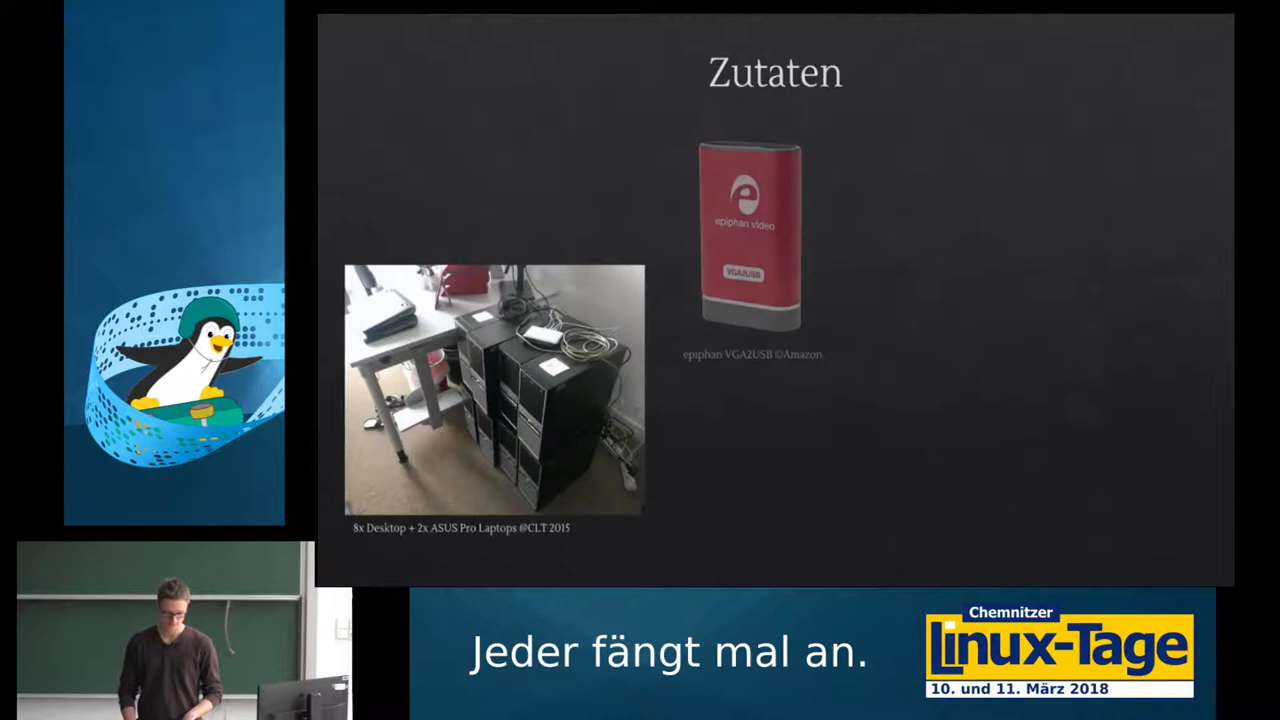 Zutaten
epiphan video
VGA2USB
epiphan VGA2USB ©Amazon
8x Desktop + 2x ASUS Pro Laptops @CLT 2015
Jeder fängt mal an.
Chemnitzer
Linux-Tage
10. und 11. März 2018